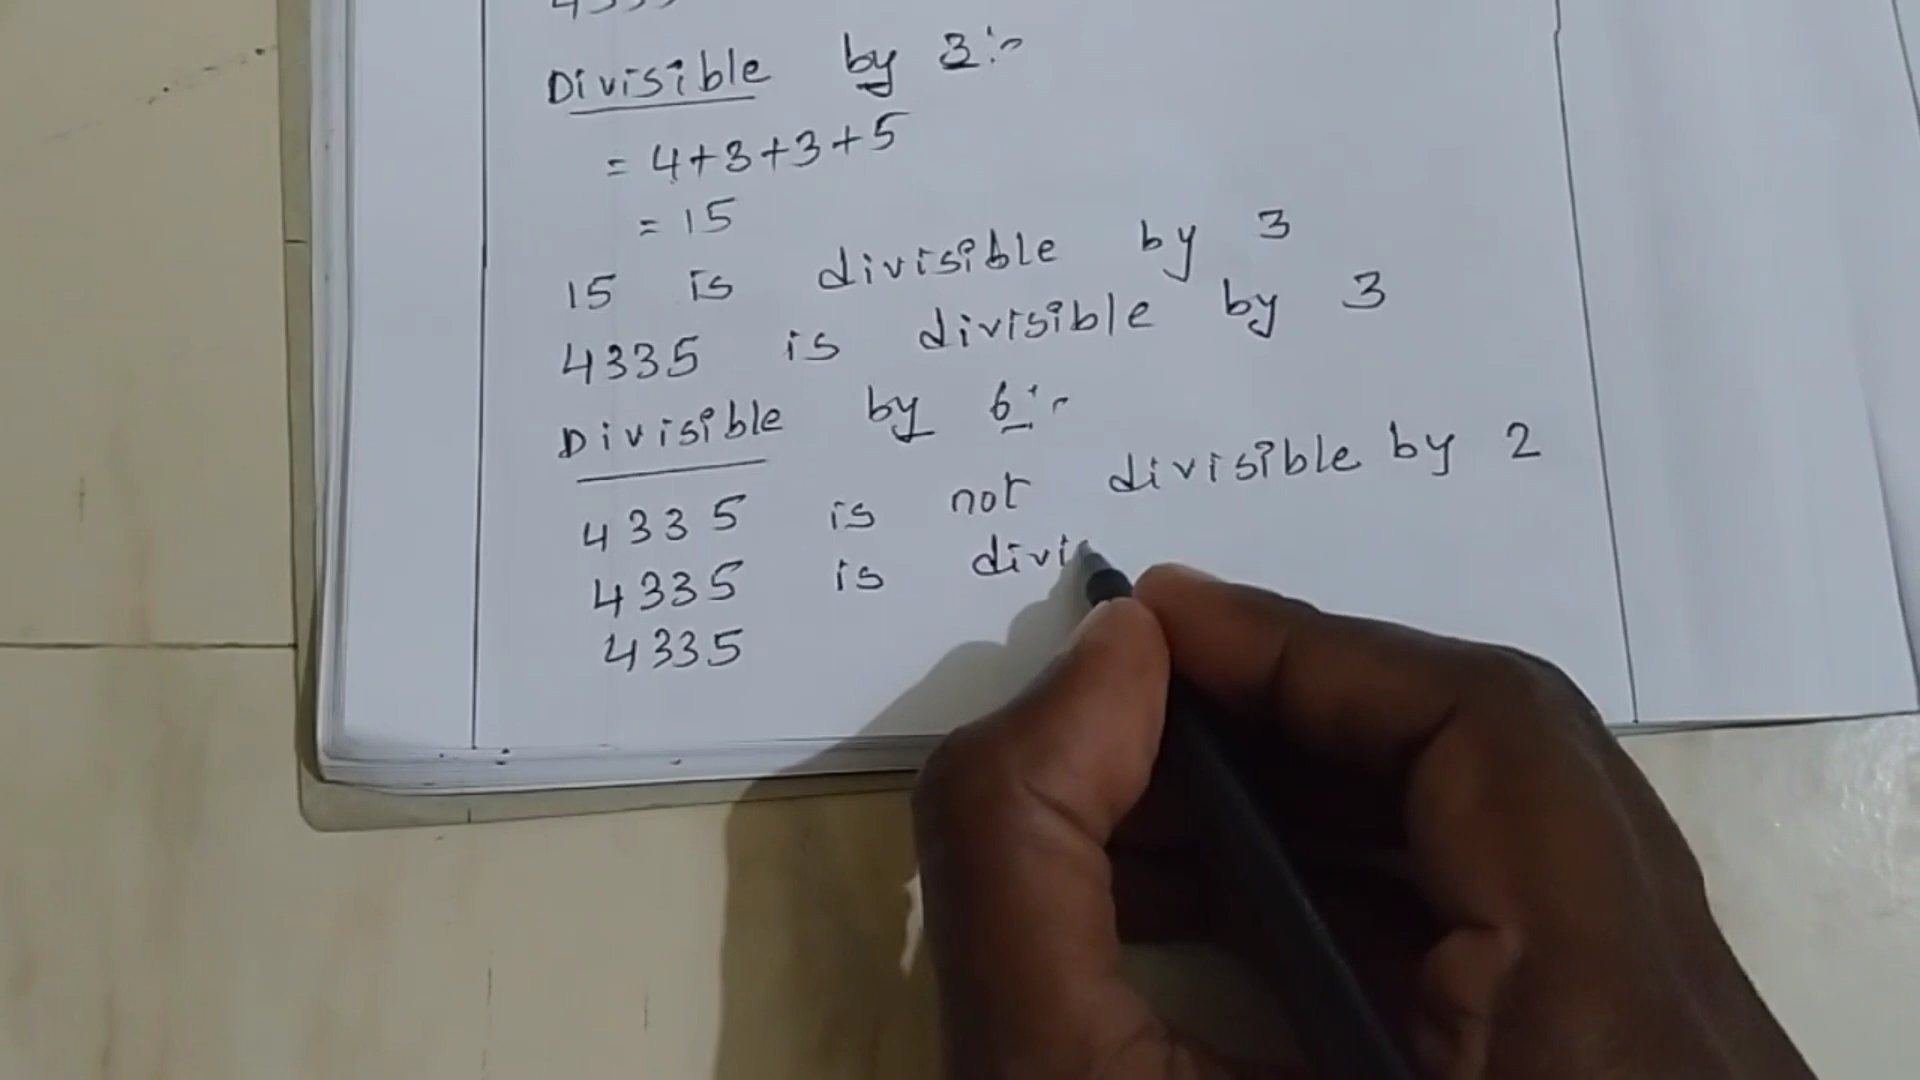 Divisible by 3:-
= 4+3+3+5
= 15
15 is divisible by 3
4335 is divisible by 3
Divisible by 6:-
4335 is not divisible by 2
4335 is divi
4335